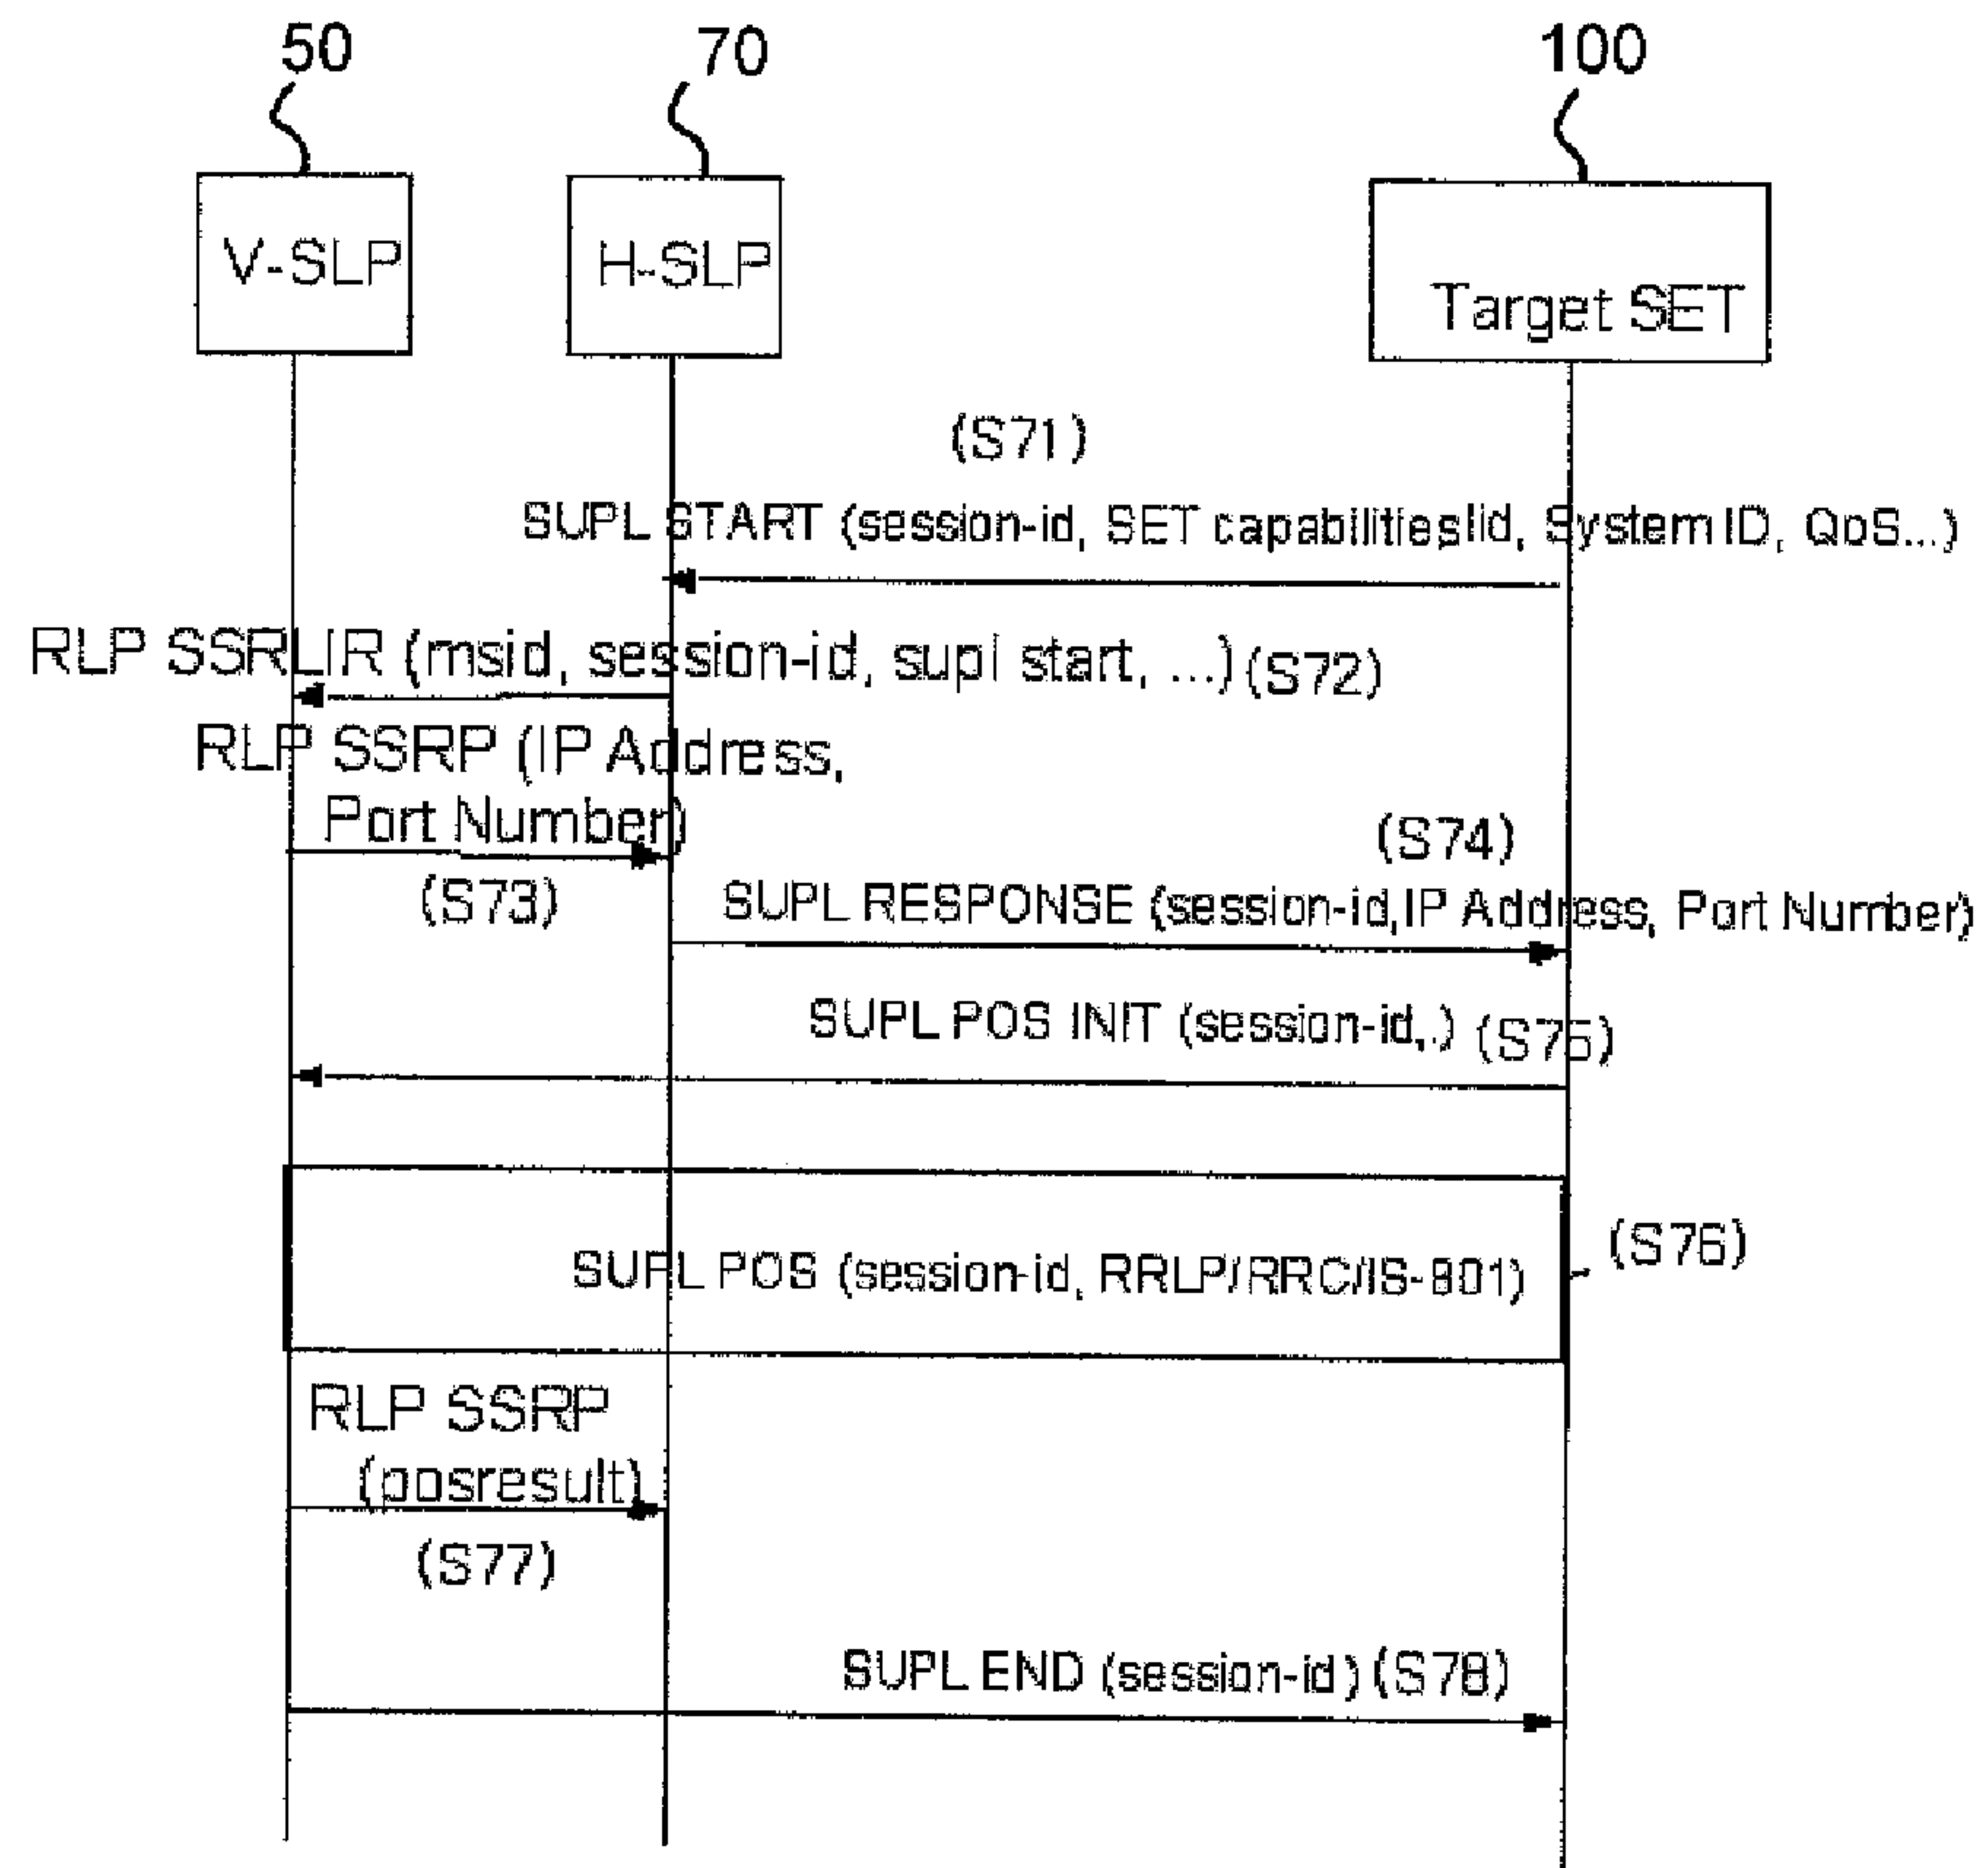 50
70
100
V-SLP
H-SLP
Target SET
(S71)
SUPL START (session-id, SET capabilities,lid, System ID, QoS...)
RLP SSRLIR (msid, session-id, supl start, ...) (S72)
RLP SSRP (IP Address,
Port Number)
(S73)
(S74)
SUPL RESPONSE (session-id,IP Address, Port Number)
SUPL POS INIT (session-id,.) (S75)
SUPL POS (session-id, RRLP/RRC/IS-801)
(S76)
RLP SSRP
(posresult)
(S77)
SUPL END (session-id) (S78)